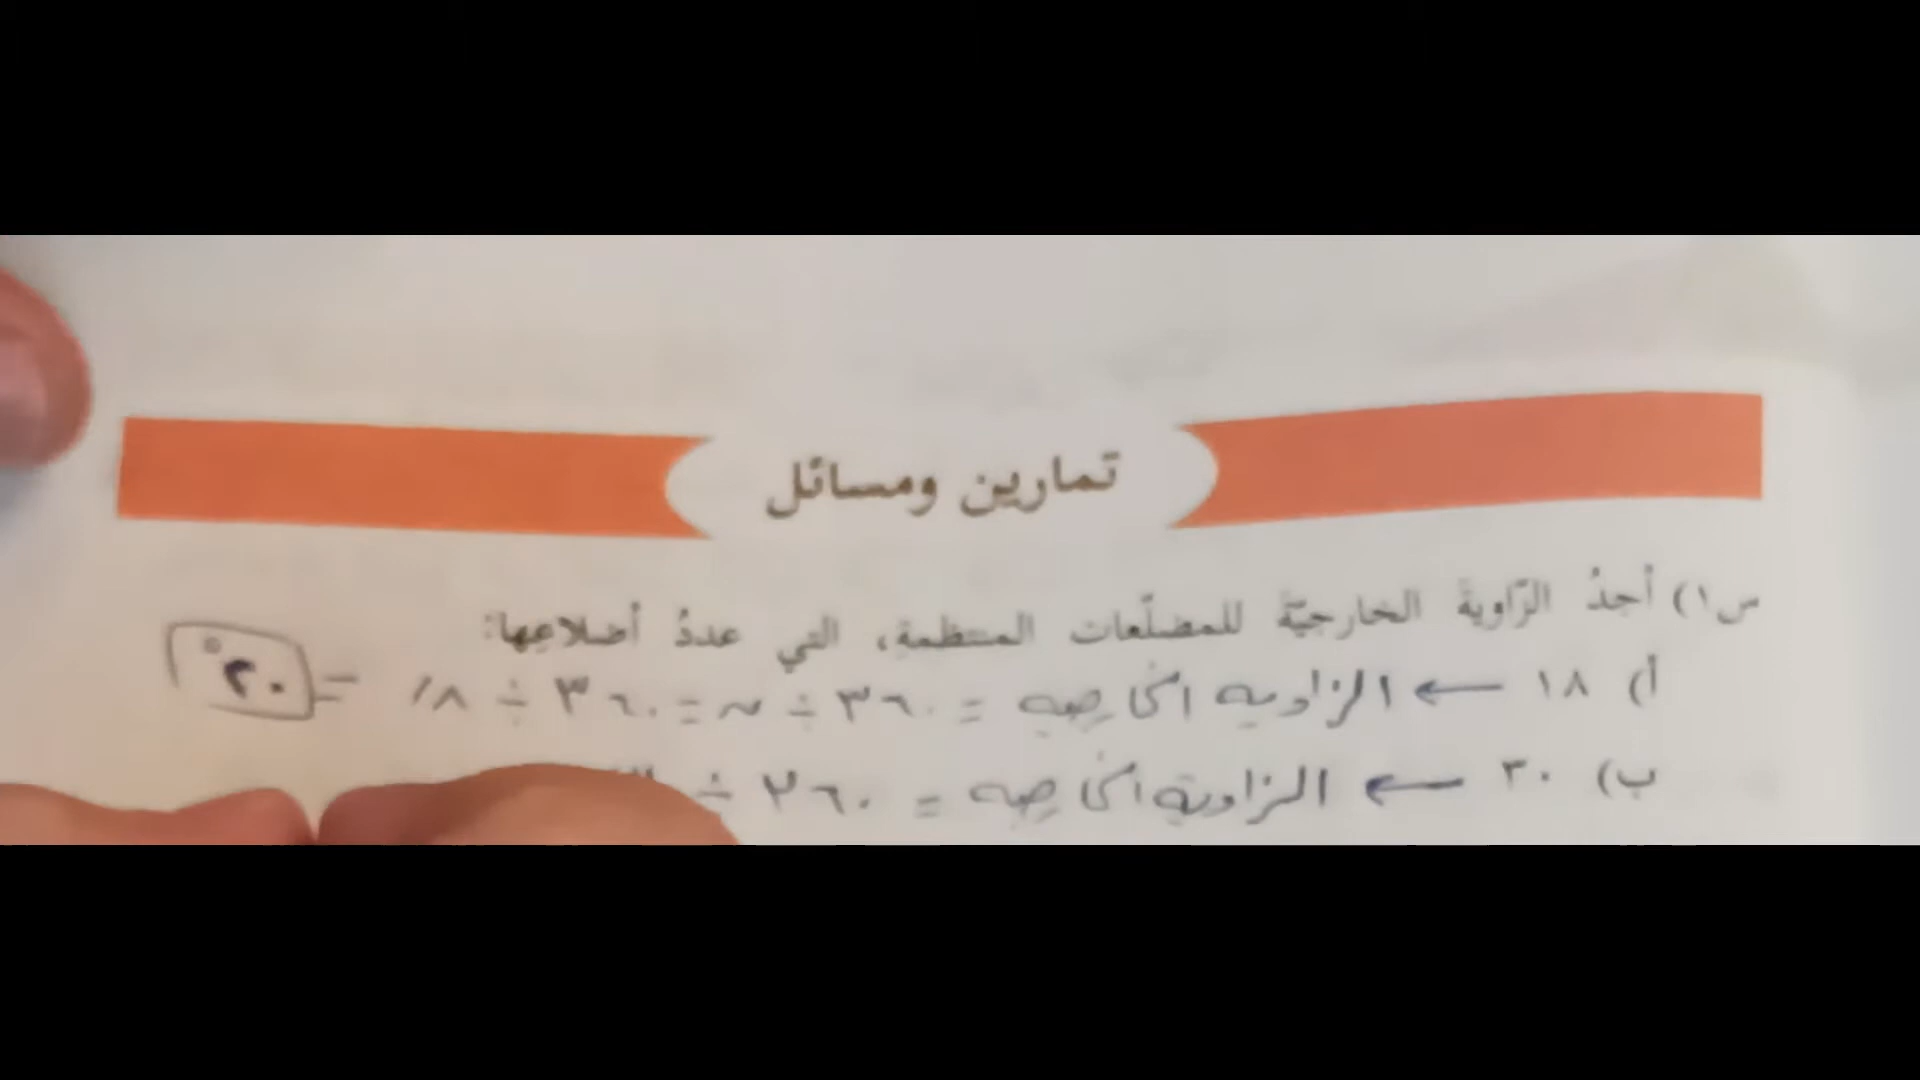 تمارين ومسائل
س١) أجدُ الزّاوية الخارجيّة للمضلّعات المنتظمة، التي عددُ أضلاعِها:
أ) ١٨ ← الزاويه الخارجيه = ٣٦٠ ÷ ن = ٣٦٠ ÷ ١٨ = ٢٠°
ب) ٣٠ ← الزاوية الخارجيه = ٣٦٠ ÷